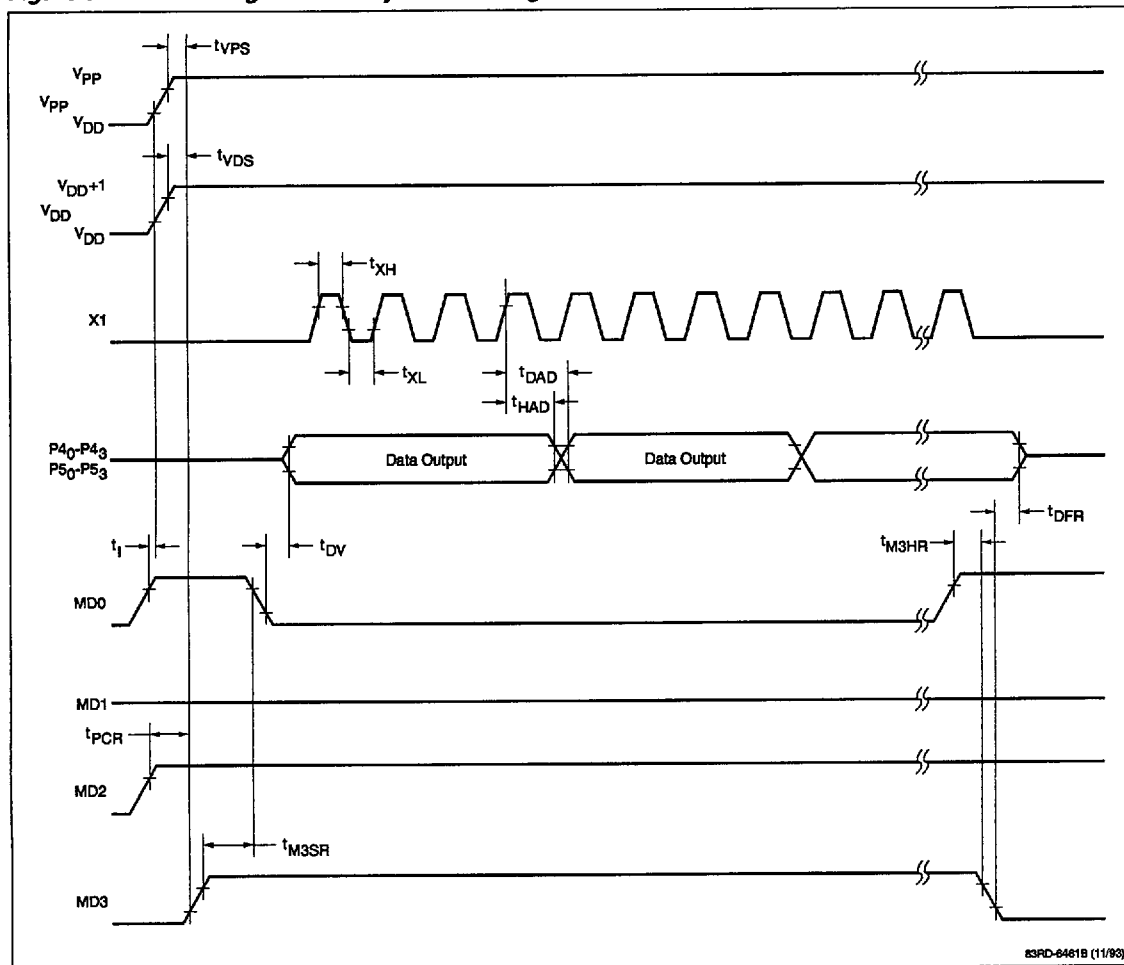 tVPS
VPP
VPP
VDD
tVDS
VDD+1
VDD
VDD
tXH
X1
tXL
tDAD
tHAD
P40-P43
P50-P53
Data Output
Data Output
tDFR
tI
tDV
tM3HR
MD0
MD1
tPCR
MD2
tM3SR
MD3
83RD-6461B (11/93)